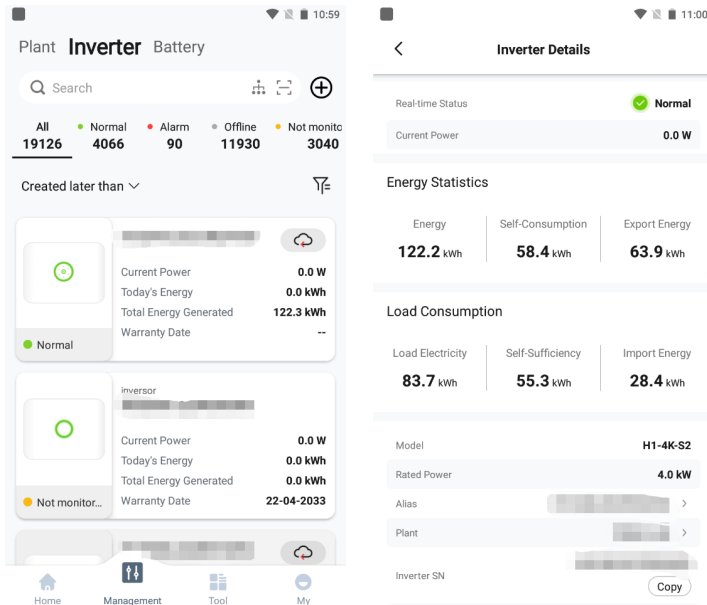 10:59
Plant Inverter Battery
Search
All Normal Alarm Offline Not monito
19126 4066 90 11930 3040
Created later than
Current Power 0.0 W
Today's Energy 0.0 kWh
Total Energy Generated 122.3 kWh
Warranty Date --
Normal
inversor
Current Power 0.0 W
Today's Energy 0.0 kWh
Total Energy Generated 0.0 kWh
Warranty Date 22-04-2033
Not monitor...
Home Management Tool My
11:00
Inverter Details
Real-time Status Normal
Current Power 0.0 W
Energy Statistics
Energy Self-Consumption Export Energy
122.2 kWh 58.4 kWh 63.9 kWh
Load Consumption
Load Electricity Self-Sufficiency Import Energy
83.7 kWh 55.3 kWh 28.4 kWh
Model H1-4K-S2
Rated Power 4.0 kW
Alias
Plant
Inverter SN
Copy